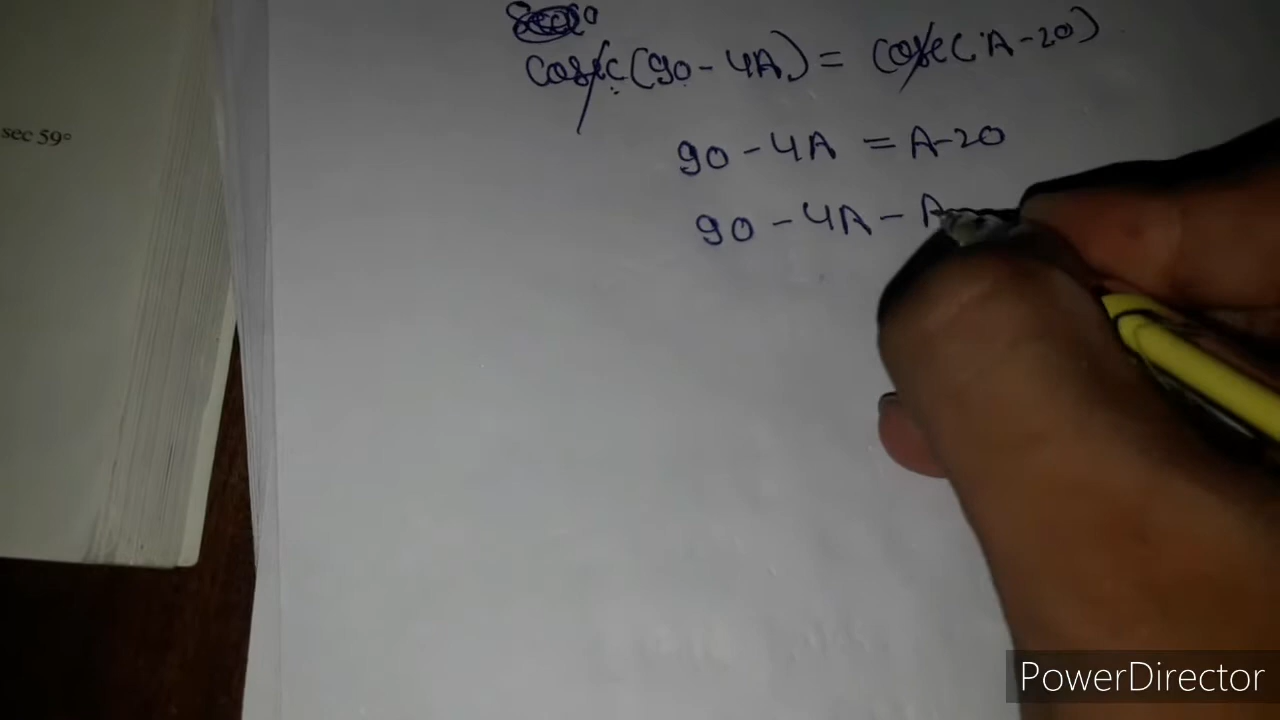 sec 59°
cosec(90 - 4A) = cosec(A - 20)
90 - 4A = A - 20
90 - 4A - A
PowerDirector